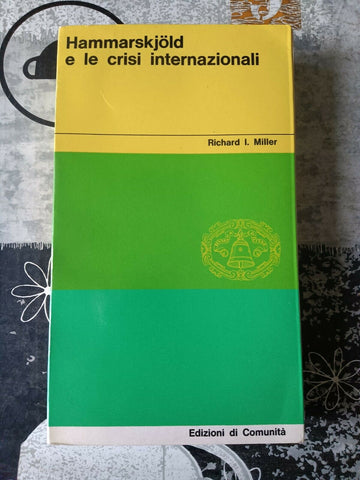 Hammarskjöld
e le crisi internazionali
Richard I. Miller
Edizioni di Comunità